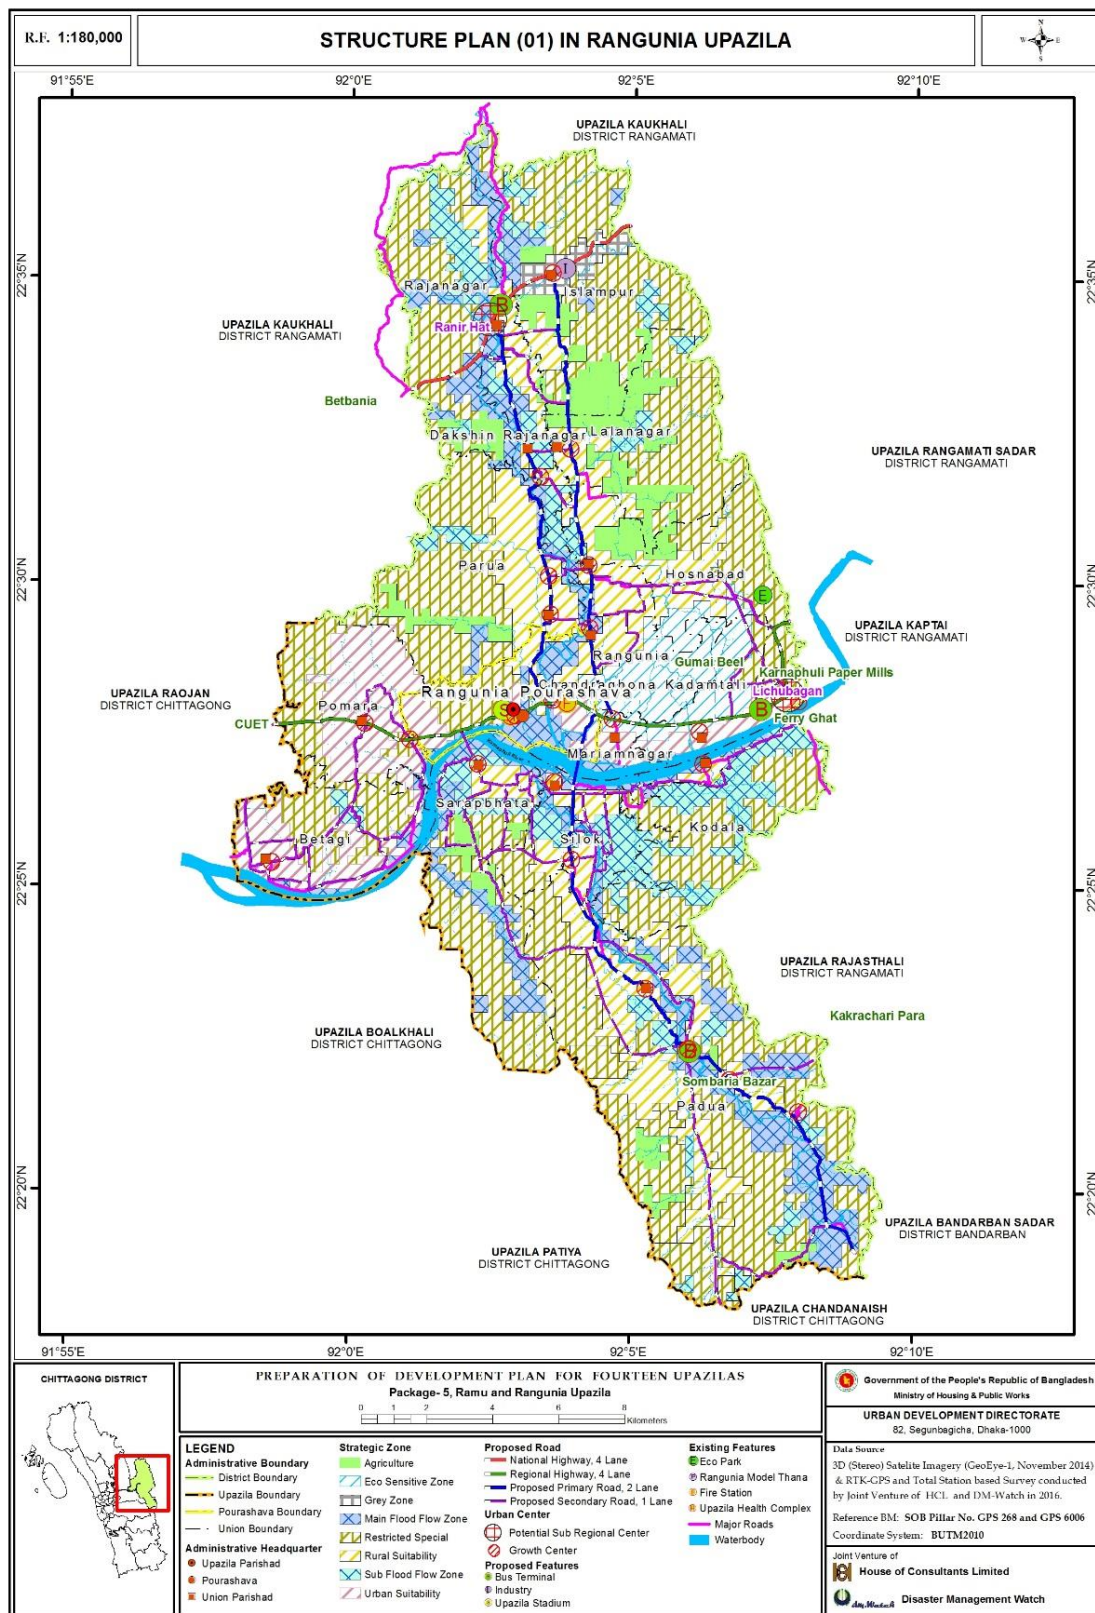 R.F. 1:180,000
STRUCTURE PLAN (01) IN RANGUNIA UPAZILA
N
W E
S
91°55'E 92°0'E 92°5'E 92°10'E
UPAZILA KAUKHALI
DISTRICT RANGAMATI
22°35'N 22°35'N
I
Rajanagar
Islampur
B
Ranir Hat
UPAZILA KAUKHALI
DISTRICT RANGAMATI
Betbania
Dakshin Rajanagar
Lalanagar
UPAZILA RANGAMATI SADAR
DISTRICT RANGAMATI
22°30'N 22°30'N
Parua
Hosnabad
E
UPAZILA KAPTAI
DISTRICT RANGAMATI
Rangunia
Gumai Beel
Karnaphuli Paper Mills
Chandraghona Kadamtali
Lichubagan
Rangunia Pourashava
UPAZILA RAOJAN
DISTRICT CHITTAGONG
Pomara
S
F
B
Ferry Ghat
CUET
Mariamnagar
Sarapbhata
Kodala
Betagi
Silok
22°25'N 22°25'N
UPAZILA RAJASTHALI
DISTRICT RANGAMATI
Kakrachari Para
UPAZILA BOALKHALI
DISTRICT CHITTAGONG
B
Sombaria Bazar
Padua
22°20'N 22°20'N
UPAZILA BANDARBAN SADAR
DISTRICT BANDARBAN
UPAZILA PATIYA
DISTRICT CHITTAGONG
UPAZILA CHANDANAISH
DISTRICT CHITTAGONG
91°55'E 92°0'E 92°5'E 92°10'E
CHITTAGONG DISTRICT
PREPARATION OF DEVELOPMENT PLAN FOR FOURTEEN UPAZILAS
Package- 5, Ramu and Rangunia Upazila
0 1 2 4 6 8
Kilometers
LEGEND
Administrative Boundary
District Boundary
Upazila Boundary
Pourashava Boundary
Union Boundary
Administrative Headquarter
Upazila Parishad
Pourashava
Union Parishad
Strategic Zone
Agriculture
Eco Sensitive Zone
Grey Zone
Main Flood Flow Zone
Restricted Special
Rural Suitability
Sub Flood Flow Zone
Urban Suitability
Proposed Road
National Highway, 4 Lane
Regional Highway, 4 Lane
Proposed Primary Road, 2 Lane
Proposed Secondary Road, 1 Lane
Urban Center
Potential Sub Regional Center
Growth Center
Proposed Features
Bus Terminal
Industry
Upazila Stadium
Existing Features
Eco Park
Rangunia Model Thana
Fire Station
Upazila Health Complex
Major Roads
Waterbody
Government of the People's Republic of Bangladesh
Ministry of Housing & Public Works
URBAN DEVELOPMENT DIRECTORATE
82, Segunbagicha, Dhaka-1000
Data Source
3D (Stereo) Satelite Imagery (GeoEye-1, November 2014)
& RTK-GPS and Total Station based Survey conducted
by Joint Venture of HCL and DM-Watch in 2016.
Reference BM: SOB Pillar No. GPS 268 and GPS 6006
Coordinate System: BUTM2010
Joint Venture of
House of Consultants Limited
Disaster Management Watch